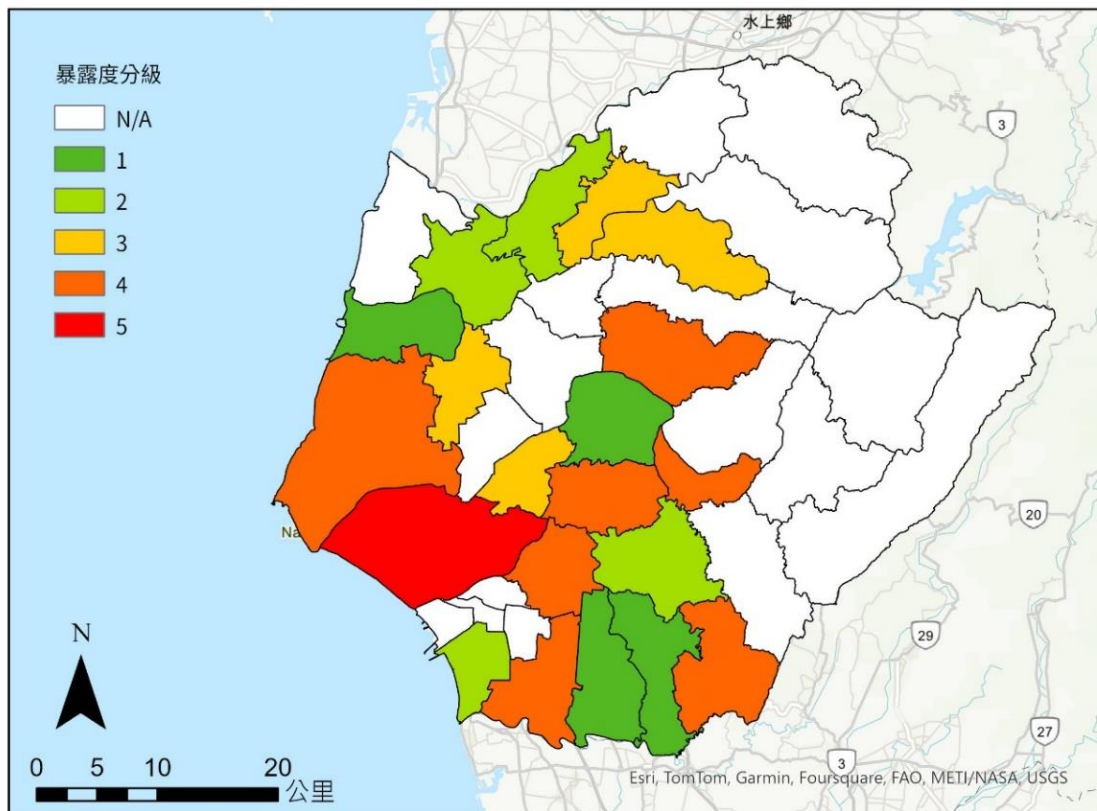 水上鄉
暴露度分級
N/A
1
2
3
4
5
3
20
Na
29
27
3
N
0 5 10 20
公里
Esri, TomTom, Garmin, Foursquare, FAO, METI/NASA, USGS